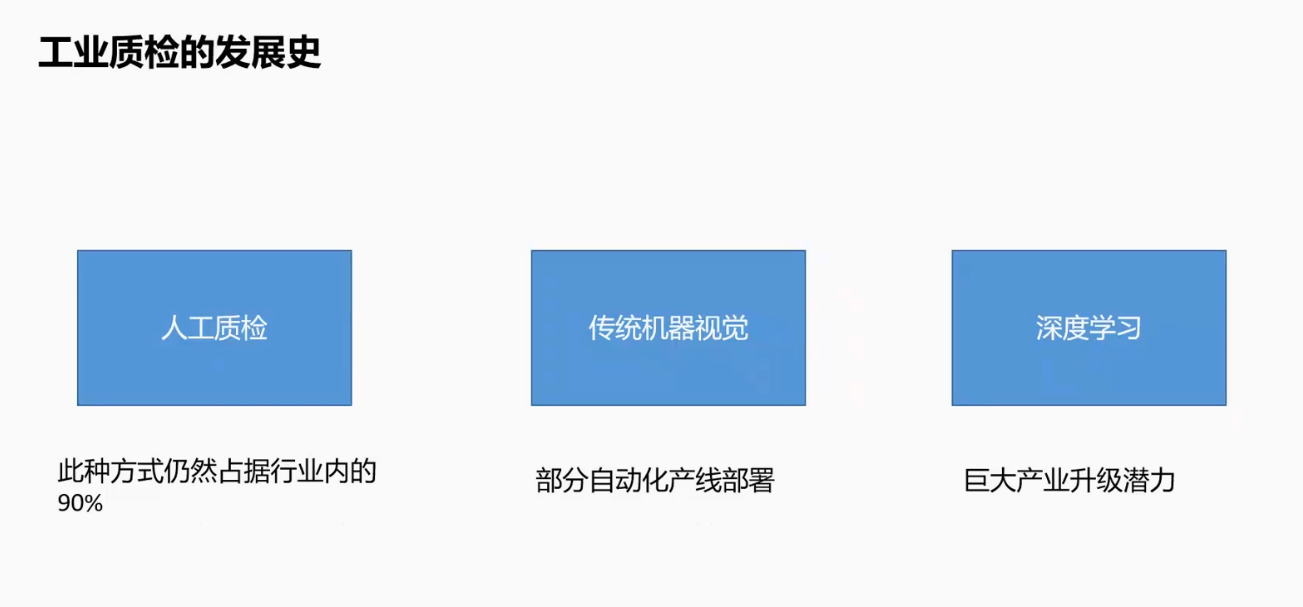 工业质检的发展史
人工质检
传统机器视觉
深度学习
此种方式仍然占据行业内的
90%
部分自动化产线部署
巨大产业升级潜力